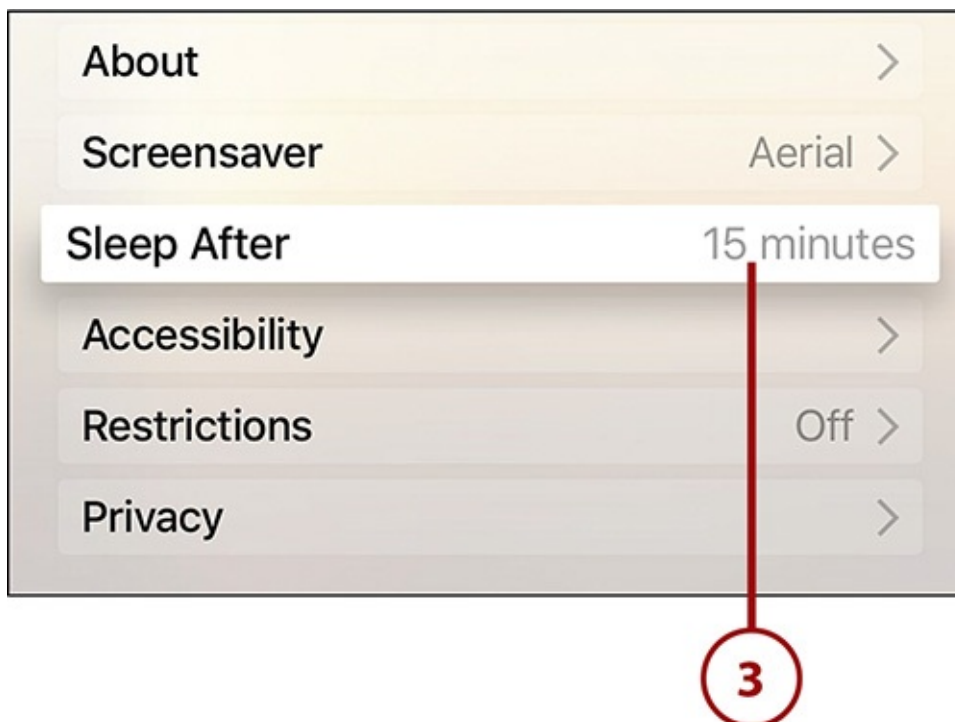 About
Screensaver Aerial
Sleep After 15 minutes
Accessibility
Restrictions Off
Privacy
3